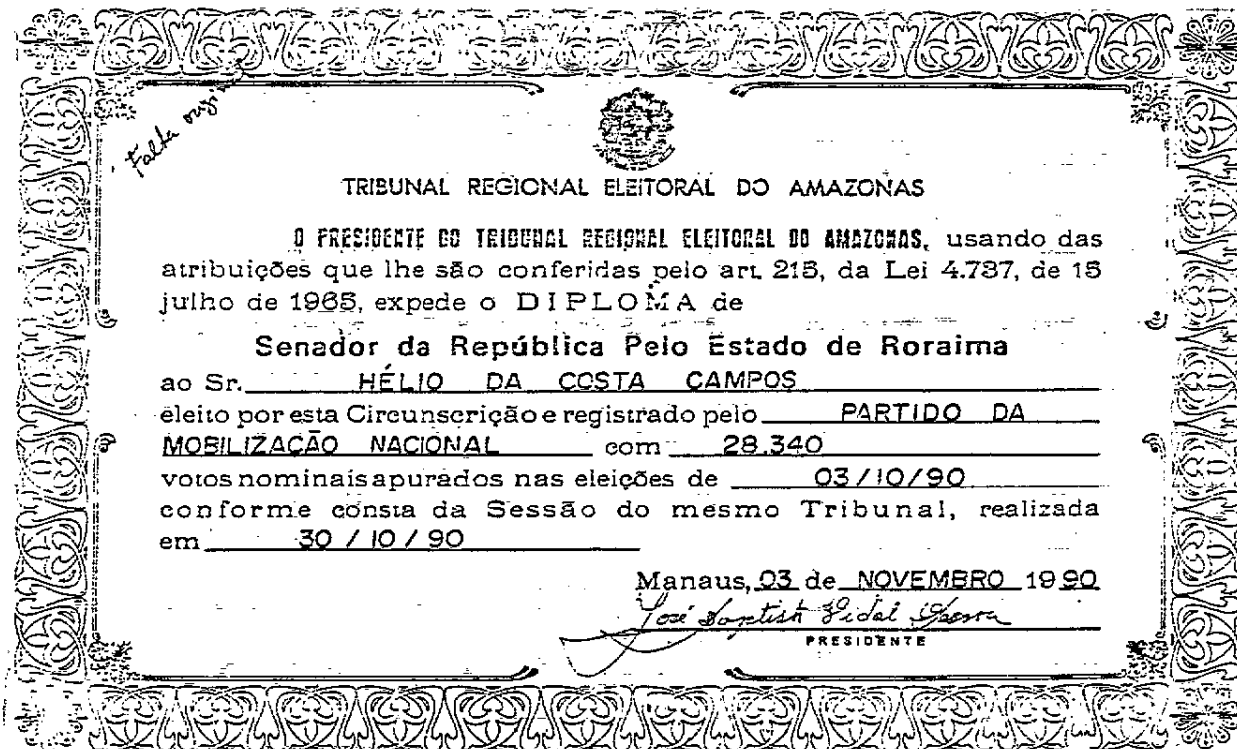 Falta
TRIBUNAL REGIONAL ELEITORAL DO AMAZONAS
O PRESIDENTE DO TRIBUNAL REGIONAL ELEITORAL DO AMAZONAS, usando das
atribuições que lhe são conferidas pelo art. 215, da Lei 4.737, de 15
julho de 1965, expede o DIPLOMA de
Senador da República Pelo Estado de Roraima
ao Sr. HÉLIO DA COSTA CAMPOS
eleito por esta Circunscrição e registrado pelo PARTIDO DA
MOBILIZAÇÃO NACIONAL com 28.340
votos nominais apurados nas eleições de 03/10/90
conforme consta da Sessão do mesmo Tribunal, realizada
em 30 / 10 / 90
Manaus, 03 de NOVEMBRO 1990
José Baptista Vidal
PRESIDENTE